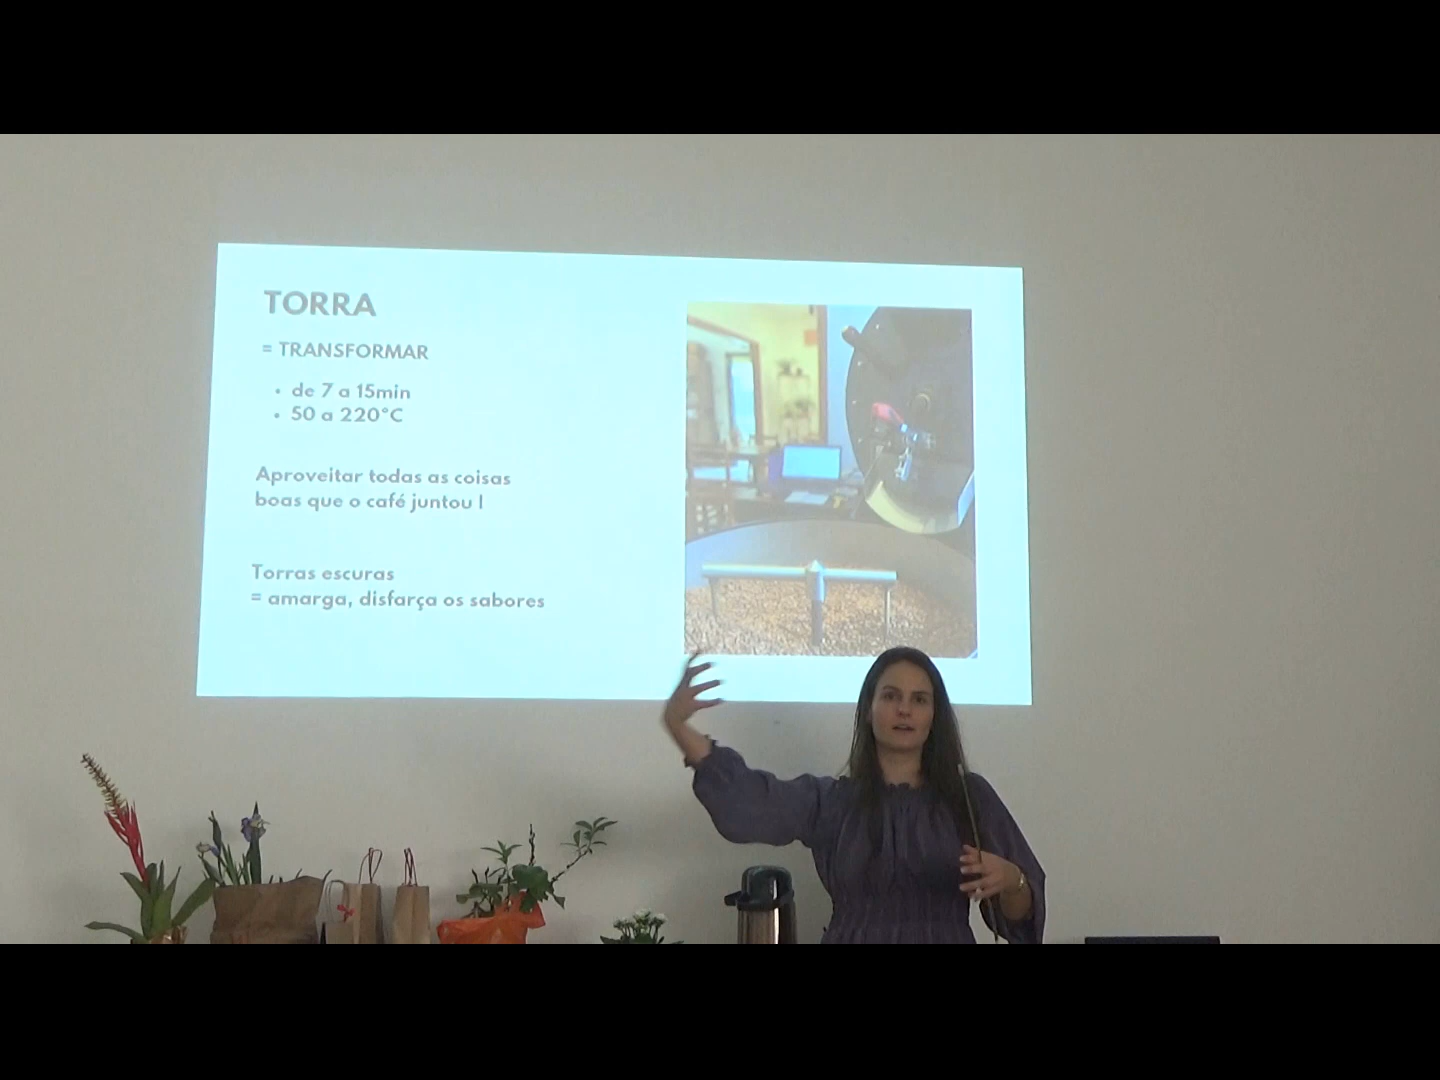 TORRA
= TRANSFORMAR
• de 7 a 15min
• 50 a 220°C
Aproveitar todas as coisas
boas que o café juntou !
Torras escuras
= amarga, disfarça os sabores